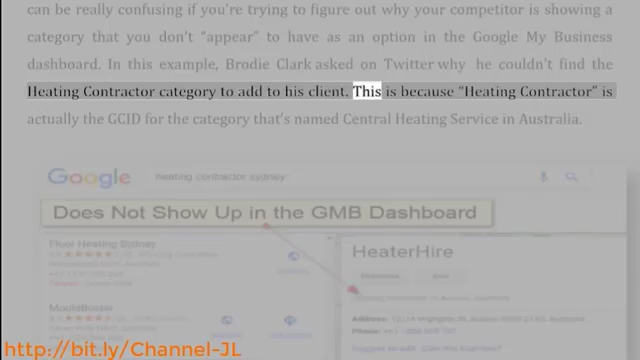 can be really confusing if you're trying to figure out why your competitor is showing a
category that you don't "appear" to have as an option in the Google My Business
dashboard. In this example, Brodie Clark asked on Twitter why he couldn't find the
Heating Contractor category to add to his client. This is because "Heating Contractor" is
actually the GCID for the category that's named Central Heating Service in Australia.
Google
heating contractor sydney
Does Not Show Up in the GMB Dashboard
Fluor Heating Sydney
HeaterHire
MouldBuster
Address:
Phone:
http://bit.ly/Channel-JL